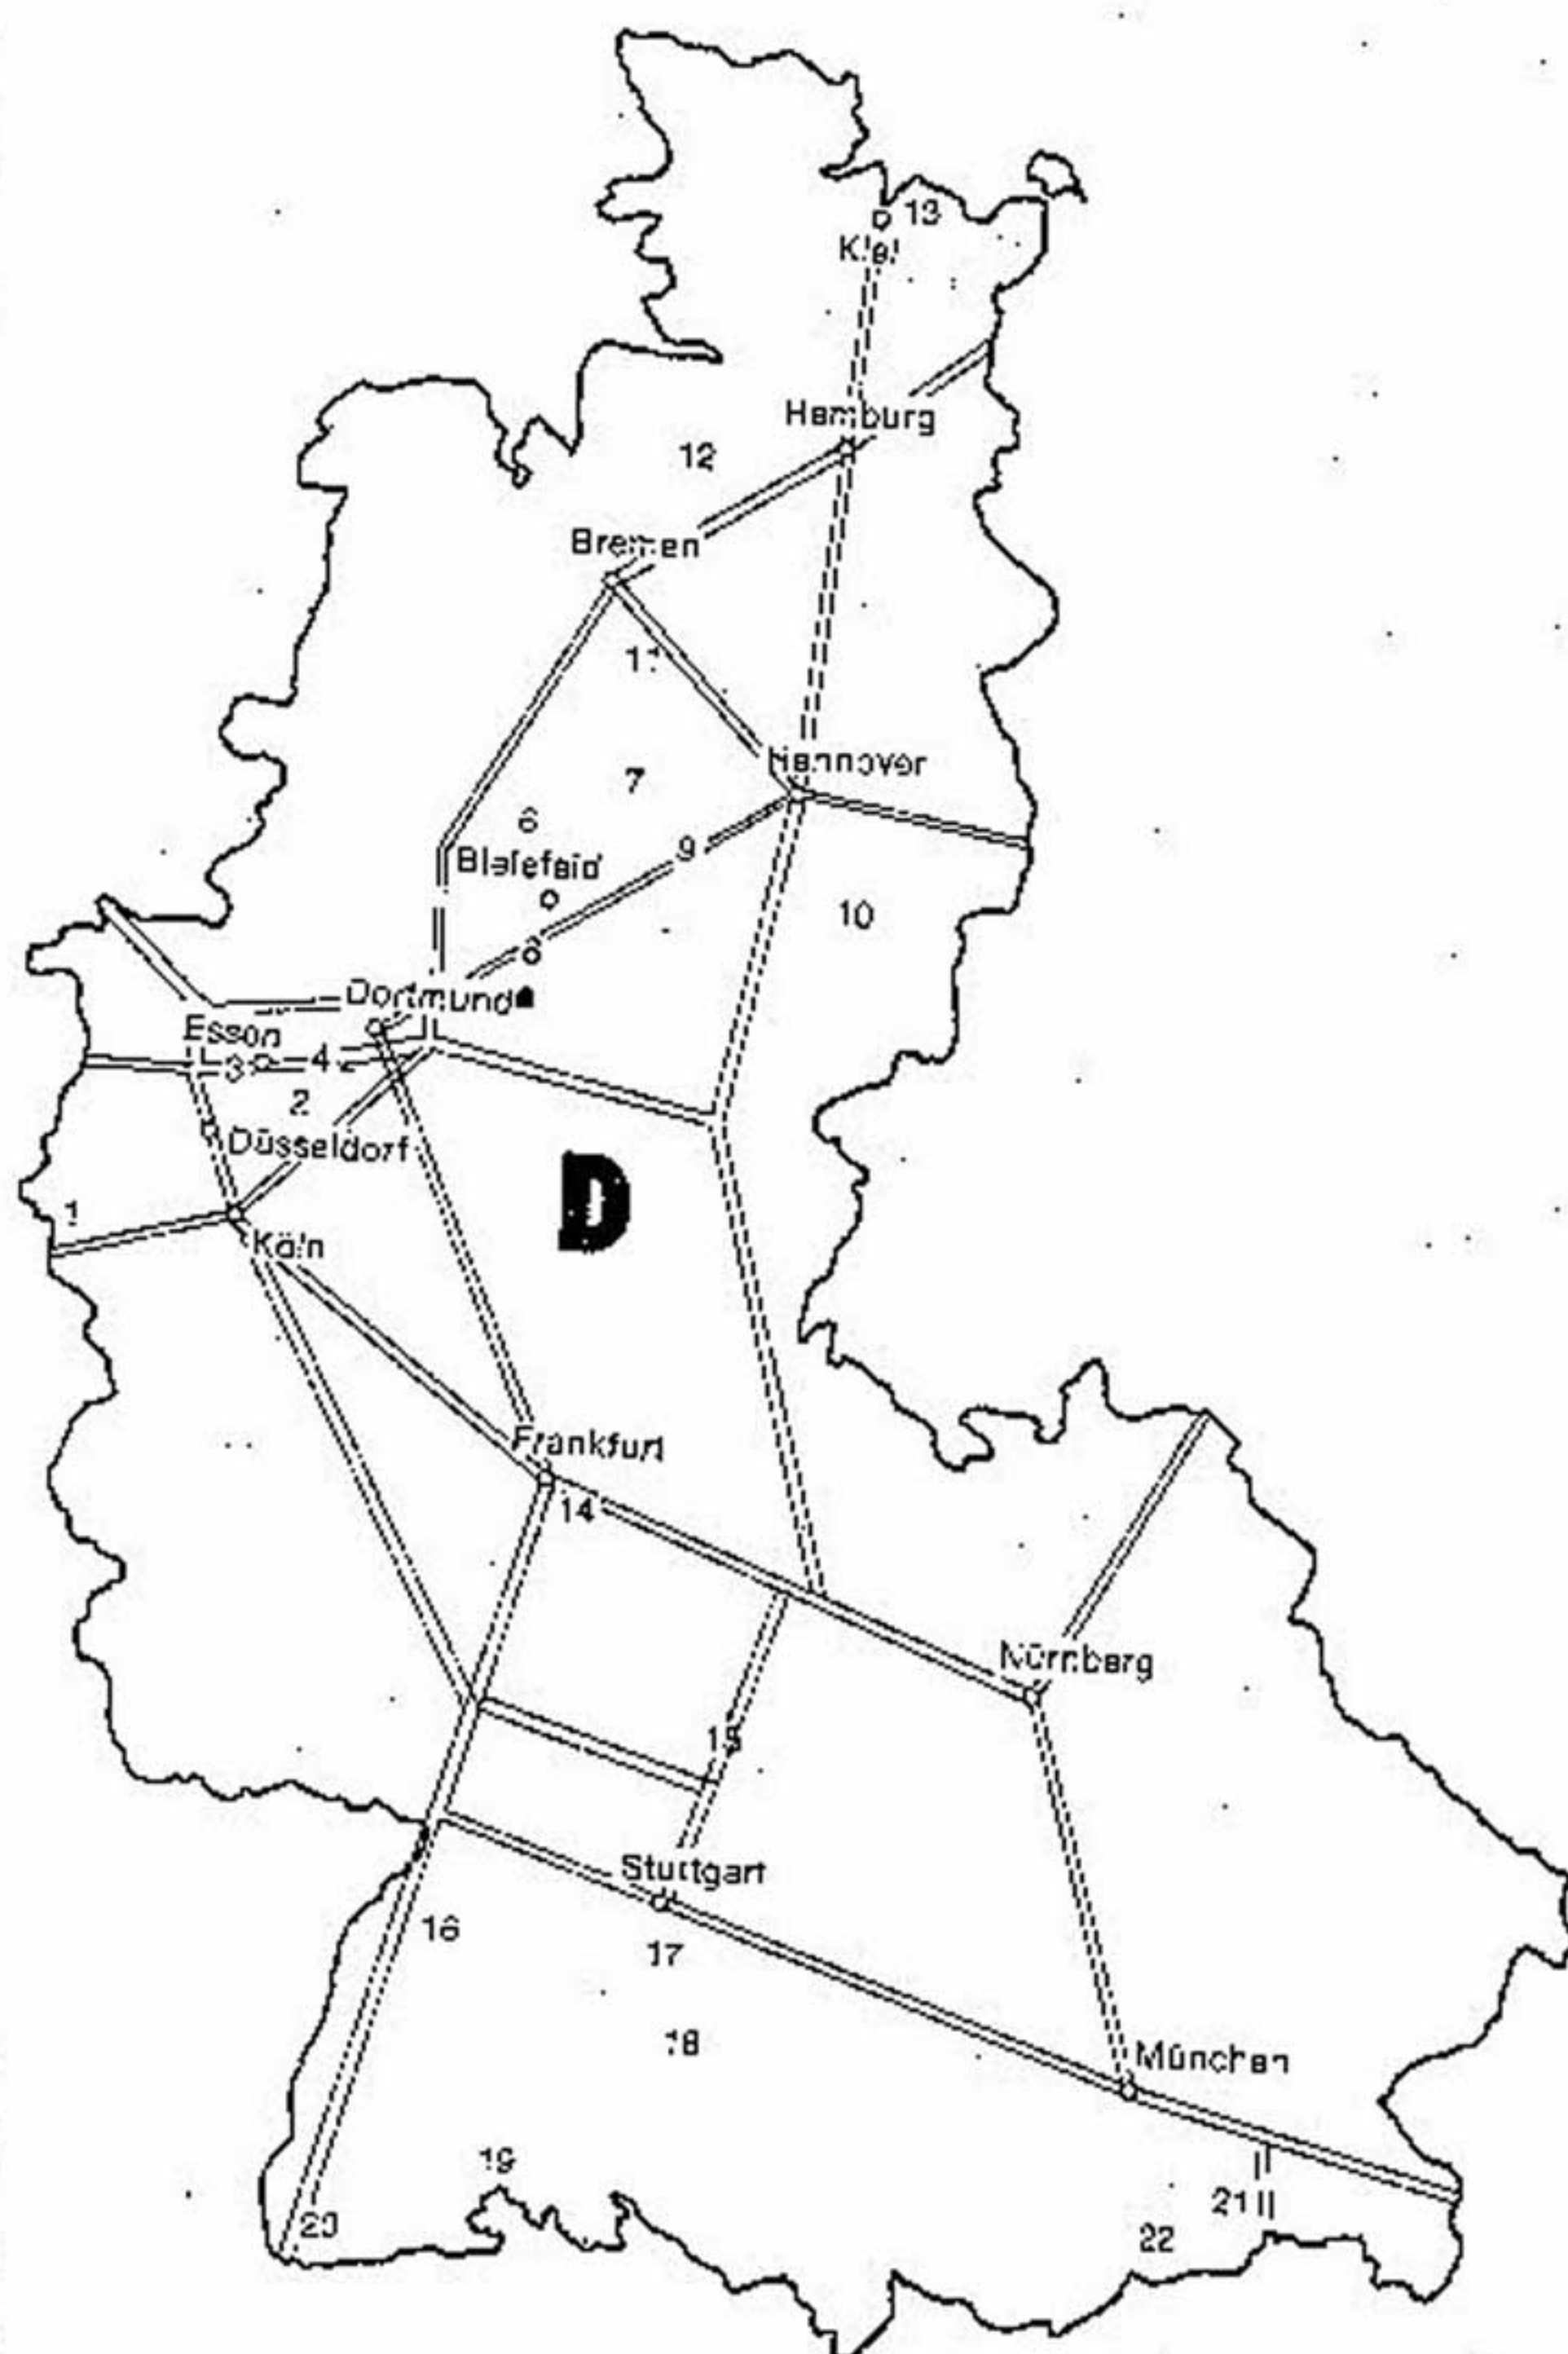 13
Kiel
Hamburg
12
Bremen
11
Hannover
7
6
9
Bielefeld
10
Dortmund
Essen
3
4
2
Düsseldorf
D
1
Köln
Frankfurt
14
Nürnberg
15
Stuttgart
16
17
18
München
19
21
20
22